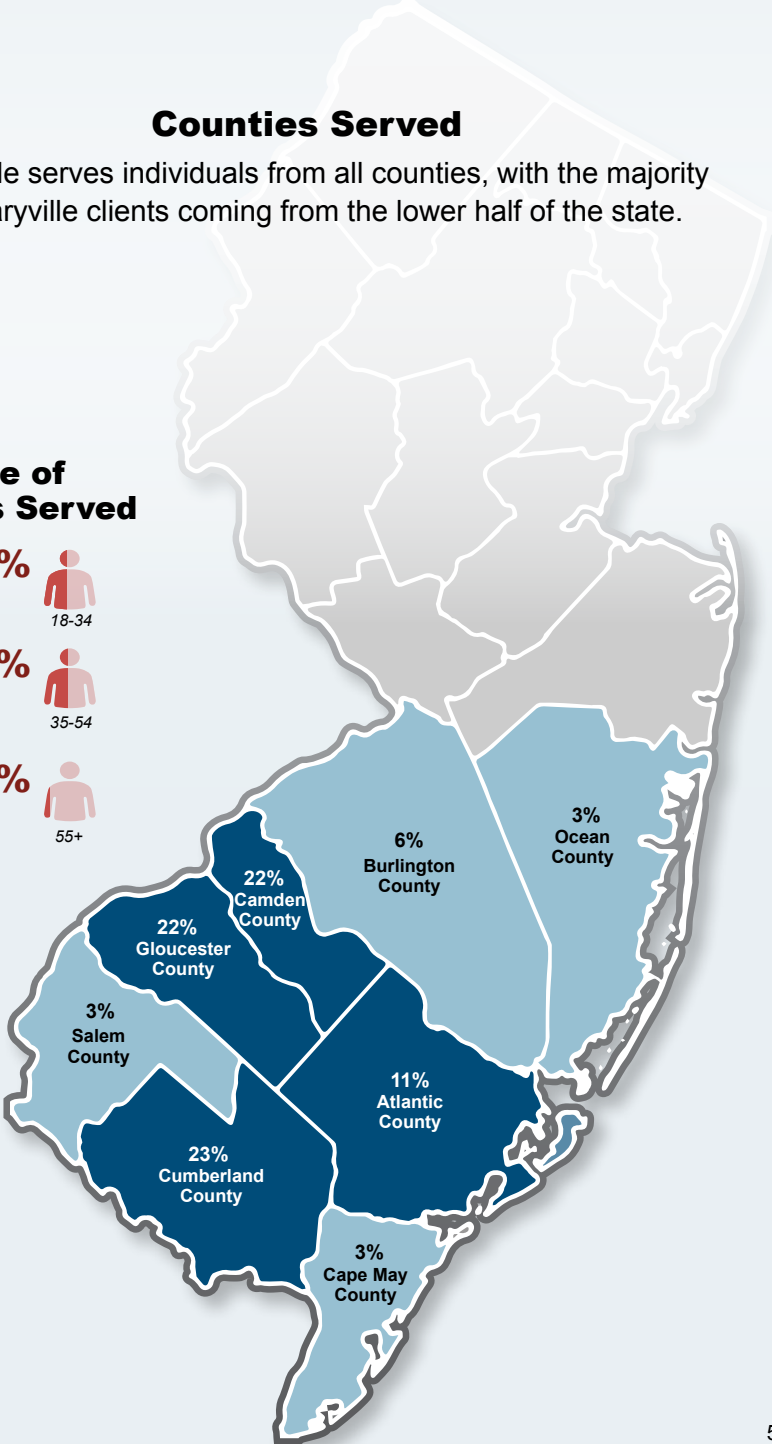 Counties Served
le serves individuals from all counties, with the majority
aryville clients coming from the lower half of the state.
e of
s Served
%
18-34
%
35-54
%
55+
3%
Ocean
County
6%
Burlington
County
22%
Camden
County
22%
Gloucester
County
3%
Salem
County
11%
Atlantic
County
23%
Cumberland
County
3%
Cape May
County
5